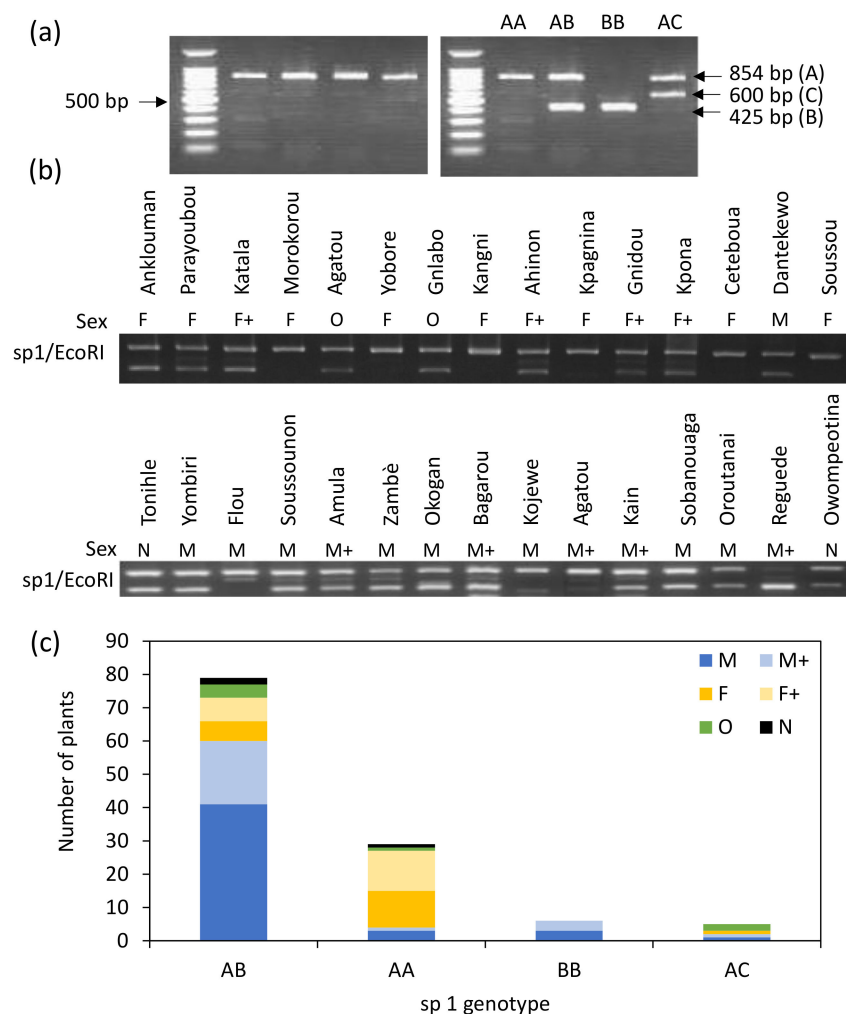 (a)
AA AB BB AC
500 bp
854 bp (A)
600 bp (C)
425 bp (B)
(b)
Anklouman Parayoubou Katala Morokorou Agatou Yobore Gnlabo Kangni Ahinon Kpagnina Gnidou Kpona Ceteboua Dantekewo Soussou
Sex F F F+ F O F O F F+ F F+ F+ F M F
sp1/EcoRI
Tonihle Yombiri Flou Soussounon Amula Zambè Okogan Bagarou Kojewe Agatou Kain Sobanouaga Oroutanai Reguede Owompeotina
Sex N M M M M+ M M M+ M M+ M+ M M M+ N
sp1/EcoRI
(c)
Number of plants
90
80
70
60
50
40
30
20
10
0
M M+
F F+
O N
AB AA BB AC
sp 1 genotype